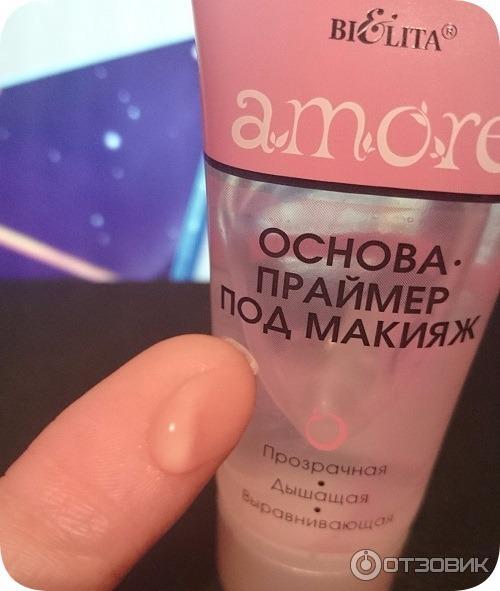 BIELITA®
amore
ОСНОВА·
ПРАЙМЕР
ПОД МАКИЯЖ
Прозрачная
•
Дышащая
•
Выравнивающая
ОТЗОВИК